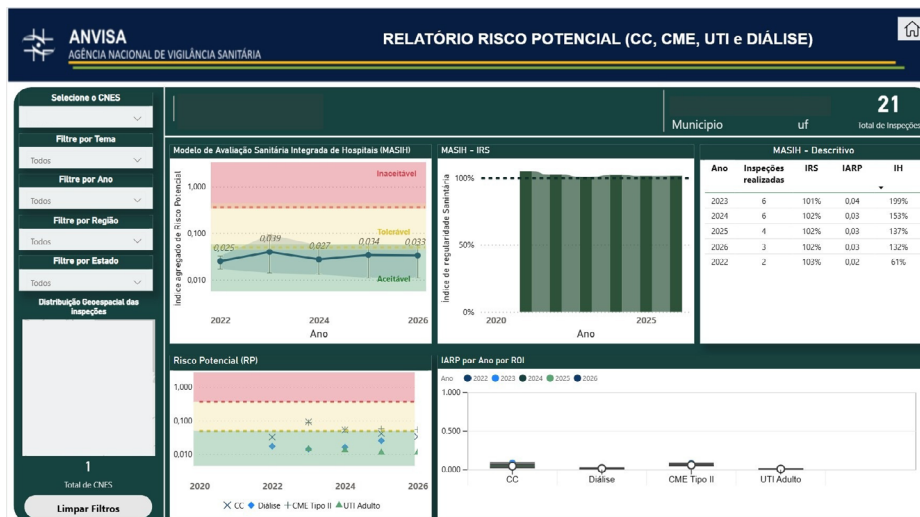 ANVISA
AGÊNCIA NACIONAL DE VIGILÂNCIA SANITÁRIA
RELATÓRIO RISCO POTENCIAL (CC, CME, UTI e DIÁLISE)
Selecione o CNES
Filtre por Tema
Todos
Filtre por Ano
Todos
Filtre por Região
Todos
Filtre por Estado
Todos
Distribuição Geoespacial das
inspeções
1
Total de CNES
Limpar Filtros
Municipio uf
21
Total de Inspeções
Modelo de Avaliação Sanitária Integrada de Hospitais (MASIH)
Índice agregado de Risco Potencial
1,000
0,100
0,010
Inaceitável
Tolerável
Aceitável
0,025 0,039 0,027 0,034 0,033
2022 2024 2026
Ano
MASIH - IRS
Índice de regularidade Sanintária
100%
50%
0%
2020 2025
Ano
MASIH - Descritivo
Ano Inspeções realizadas IRS IARP IH
2023 6 101% 0,04 199%
2024 6 102% 0,03 153%
2025 4 102% 0,03 137%
2026 3 102% 0,03 132%
2022 2 103% 0,02 61%
Risco Potencial (RP)
1,000
0,100
0,010
2020 2022 2024 2026
CC Diálise CME Tipo II UTI Adulto
IARP por Ano por ROI
Ano 2022 2023 2024 2025 2026
1.000
0.500
0.000
CC Diálise CME Tipo II UTI Adulto